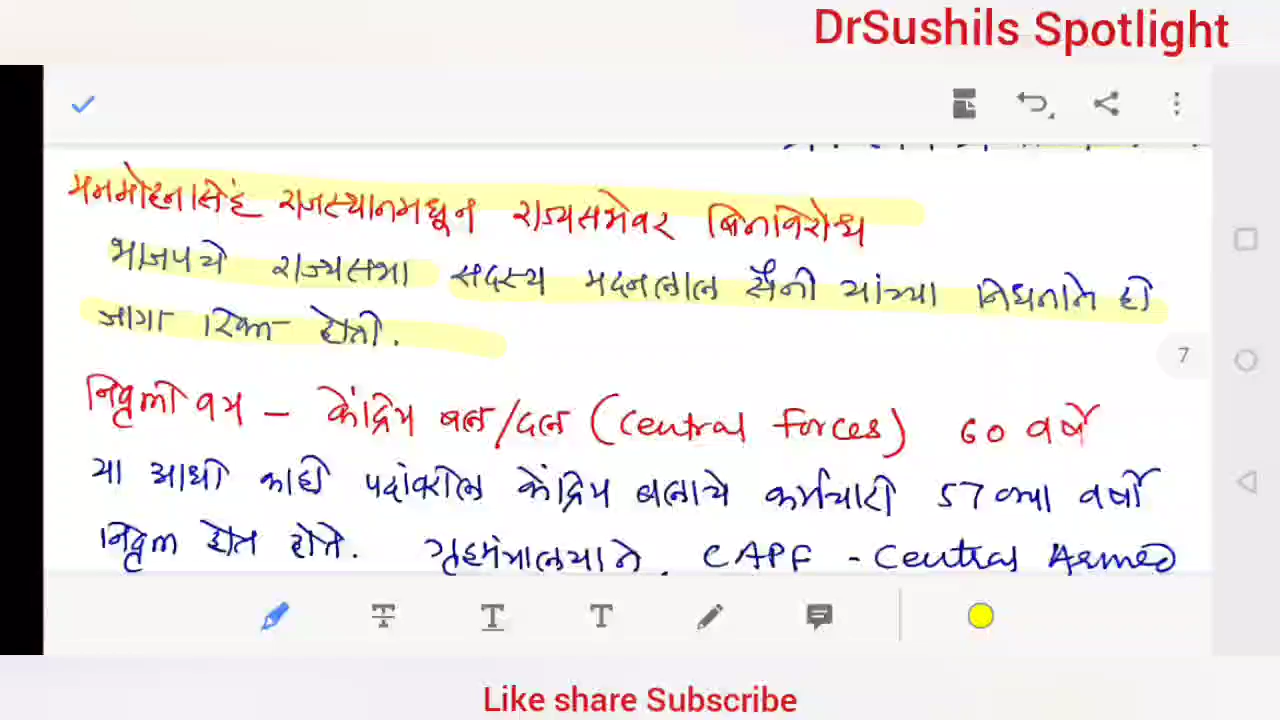 DrSushils Spotlight
मनमोहनसिंह राजस्थानमधून राज्यसभेवर बिनविरोध
भाजपचे राज्यसभा सदस्य मदनलाल सैनी यांच्या निधनाने ही
जागा रिक्त होती.
7
निवृत्ती वय – केंद्रिय बल/दल (Central Forces) 60 वर्षे
या आधी काही पदांवरील केंद्रिय बलाचे कर्मचारी 57 व्या वर्षी
निवृत्त होत होते. गृहमंत्रालयाने. CAPF - Central Armed
Like share Subscribe